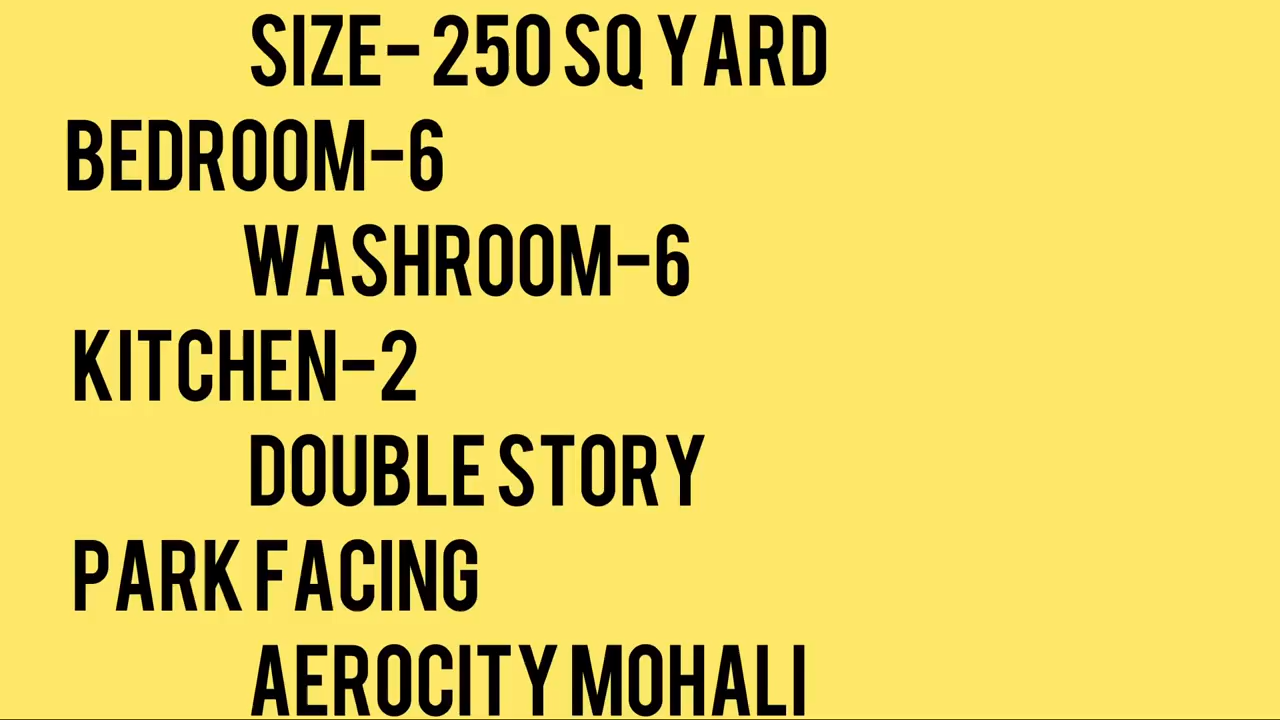 SIZE- 250 SQ YARD
BEDROOM-6
WASHROOM-6
KITCHEN-2
DOUBLE STORY
PARK FACING
AEROCITY MOHALI